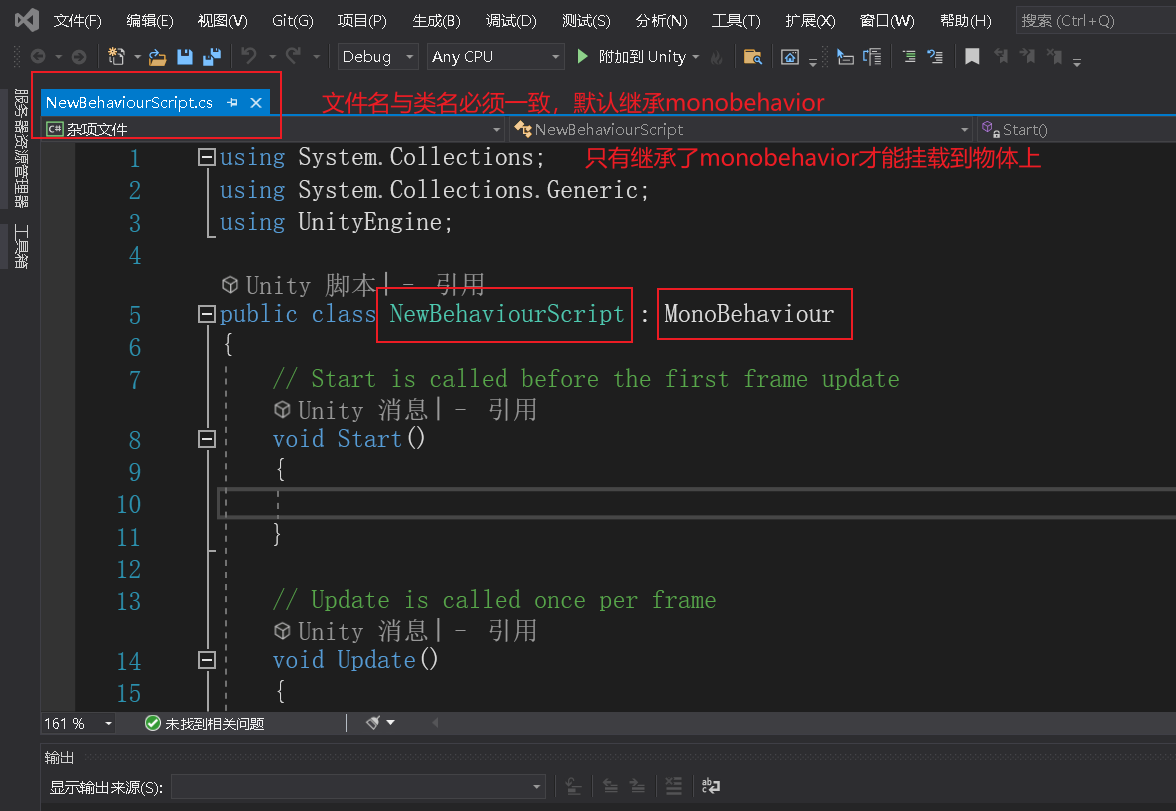 文件(F) 编辑(E) 视图(V) Git(G) 项目(P) 生成(B) 调试(D) 测试(S) 分析(N) 工具(T) 扩展(X) 窗口(W) 帮助(H) 搜索 (Ctrl+Q)
Debug Any CPU 附加到 Unity
服务器资源管理器
工具箱
NewBehaviourScript.cs
文件名与类名必须一致，默认继承monobehavior
C# 杂项文件 NewBehaviourScript Start()
1 using System.Collections;
只有继承了monobehavior才能挂载到物体上
2 using System.Collections.Generic;
3 using UnityEngine;
4
Unity 脚本| - 引用
5 public class NewBehaviourScript : MonoBehaviour
6 {
7 // Start is called before the first frame update
Unity 消息| - 引用
8 void Start()
9 {
10
11 }
12
13 // Update is called once per frame
Unity 消息| - 引用
14 void Update()
15 {
161 % 未找到相关问题
输出
显示输出来源(S):